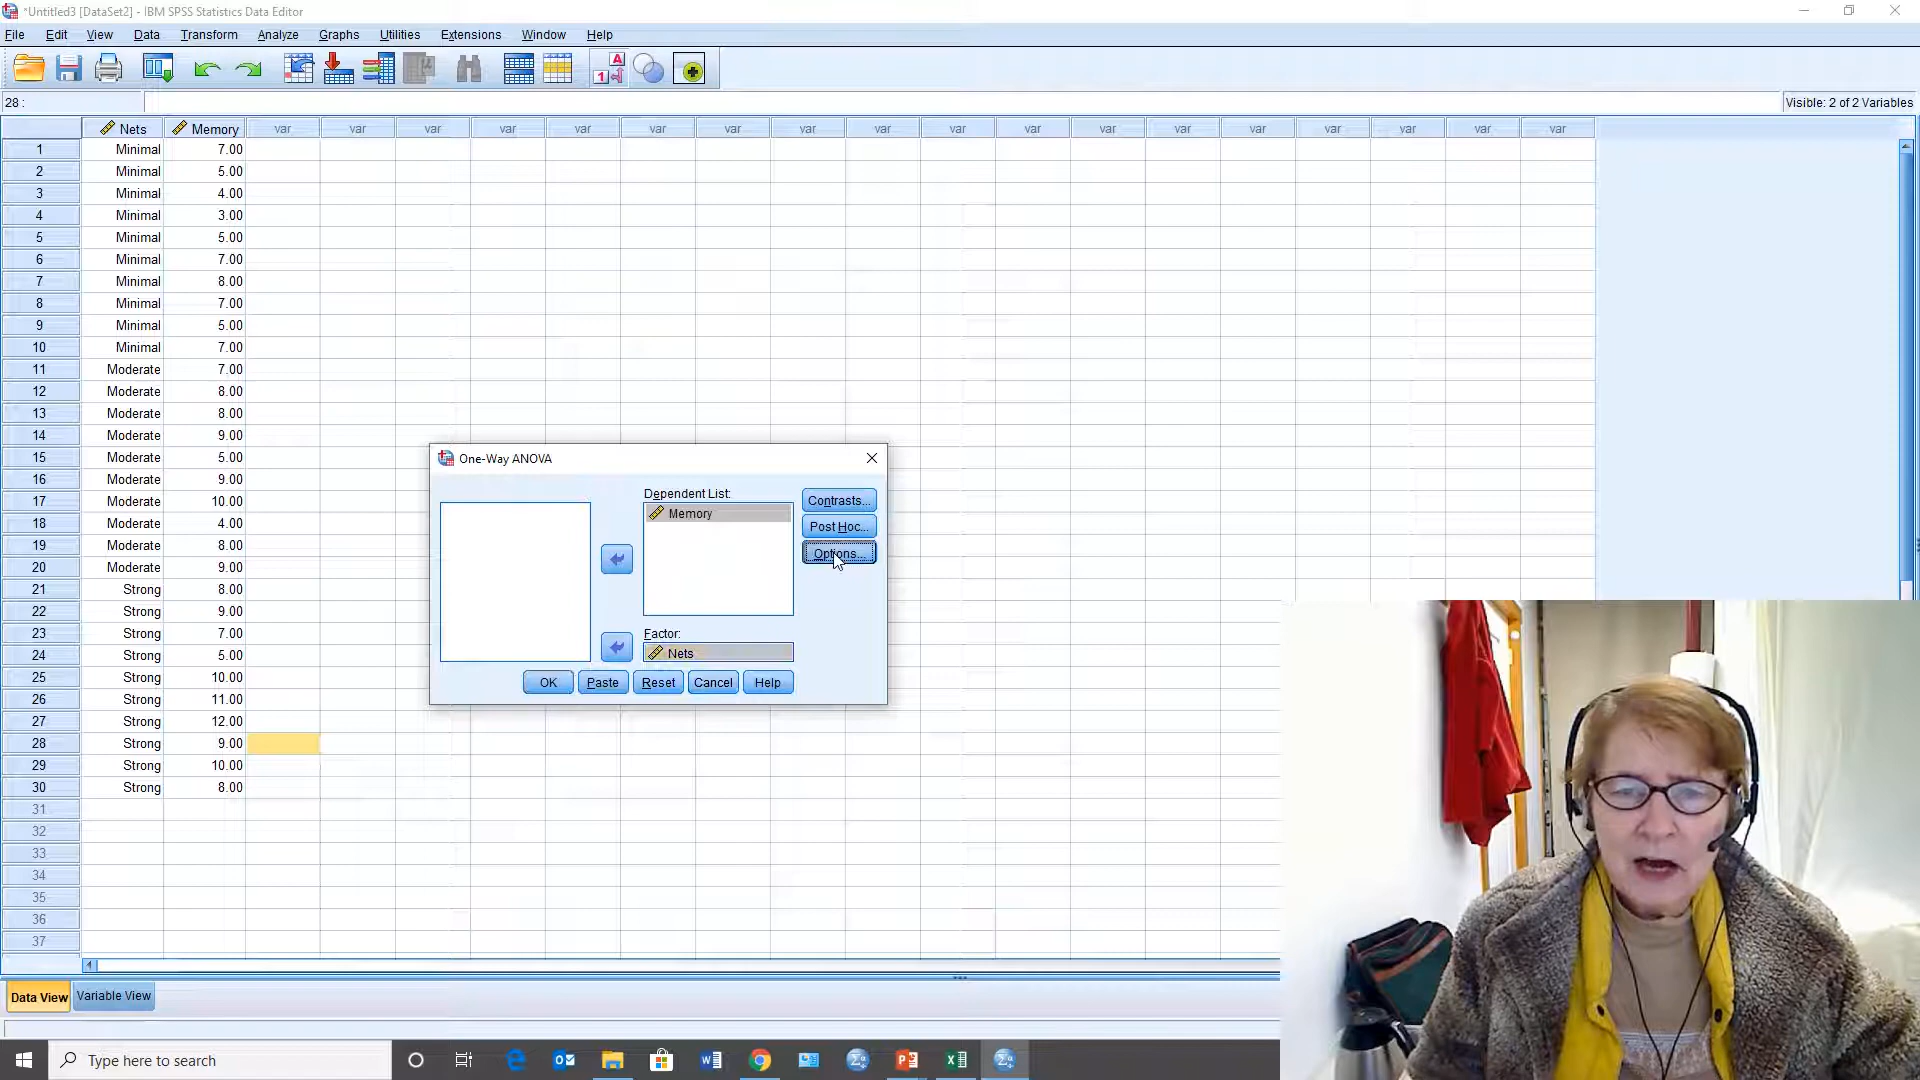 *Untitled3 [DataSet2] - IBM SPSS Statistics Data Editor
File Edit View Data Transform Analyze Graphs Utilities Extensions Window Help
28 : Visible: 2 of 2 Variables
Nets Memory var var var var var var var var var var var var var var var var var var
1 Minimal 7.00
2 Minimal 5.00
3 Minimal 4.00
4 Minimal 3.00
5 Minimal 5.00
6 Minimal 7.00
7 Minimal 8.00
8 Minimal 7.00
9 Minimal 5.00
10 Minimal 7.00
11 Moderate 7.00
12 Moderate 8.00
13 Moderate 8.00
14 Moderate 9.00
15 Moderate 5.00
16 Moderate 9.00
17 Moderate 10.00
18 Moderate 4.00
19 Moderate 8.00
20 Moderate 9.00
21 Strong 8.00
22 Strong 9.00
23 Strong 7.00
24 Strong 5.00
25 Strong 10.00
26 Strong 11.00
27 Strong 12.00
28 Strong 9.00
29 Strong 10.00
30 Strong 8.00
31
32
33
34
35
36
37
One-Way ANOVA
Dependent List:
Memory
Contrasts...
Post Hoc...
Options...
Factor:
Nets
OK Paste Reset Cancel Help
Data View Variable View
Type here to search